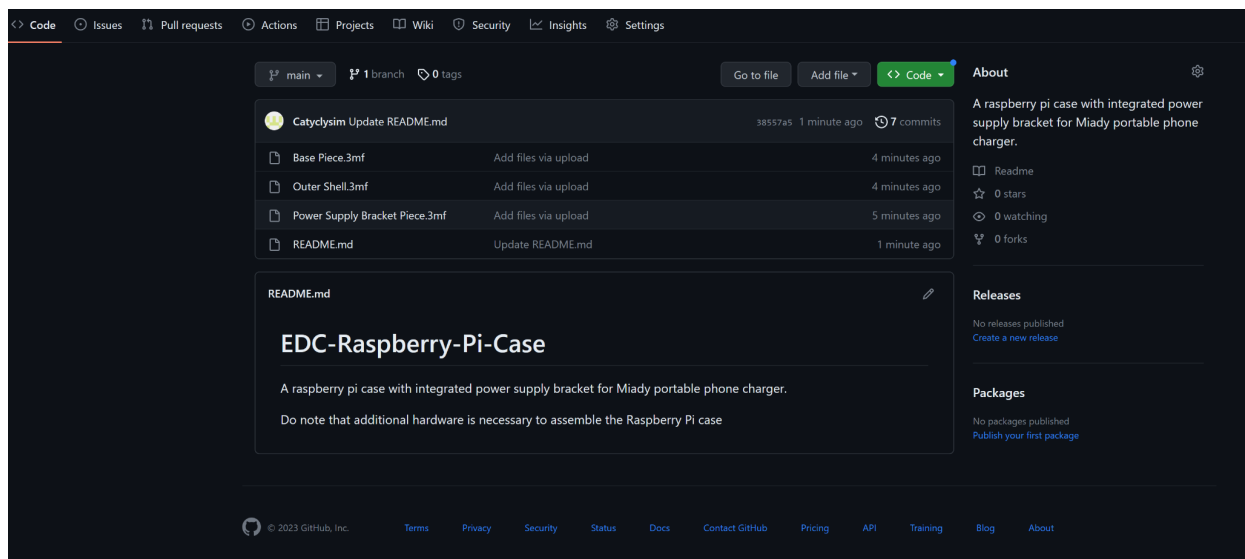 Code Issues Pull requests Actions Projects Wiki Security Insights Settings
main 1 branch 0 tags Go to file Add file Code
Catyclysim Update README.md 38557a5 1 minute ago 7 commits
Base Piece.3mf Add files via upload 4 minutes ago
Outer Shell.3mf Add files via upload 4 minutes ago
Power Supply Bracket Piece.3mf Add files via upload 5 minutes ago
README.md Update README.md 1 minute ago
README.md
EDC-Raspberry-Pi-Case
A raspberry pi case with integrated power supply bracket for Miady portable phone charger.
Do note that additional hardware is necessary to assemble the Raspberry Pi case
About
A raspberry pi case with integrated power
supply bracket for Miady portable phone
charger.
Readme
0 stars
0 watching
0 forks
Releases
No releases published
Create a new release
Packages
No packages published
Publish your first package
© 2023 GitHub, Inc. Terms Privacy Security Status Docs Contact GitHub Pricing API Training Blog About